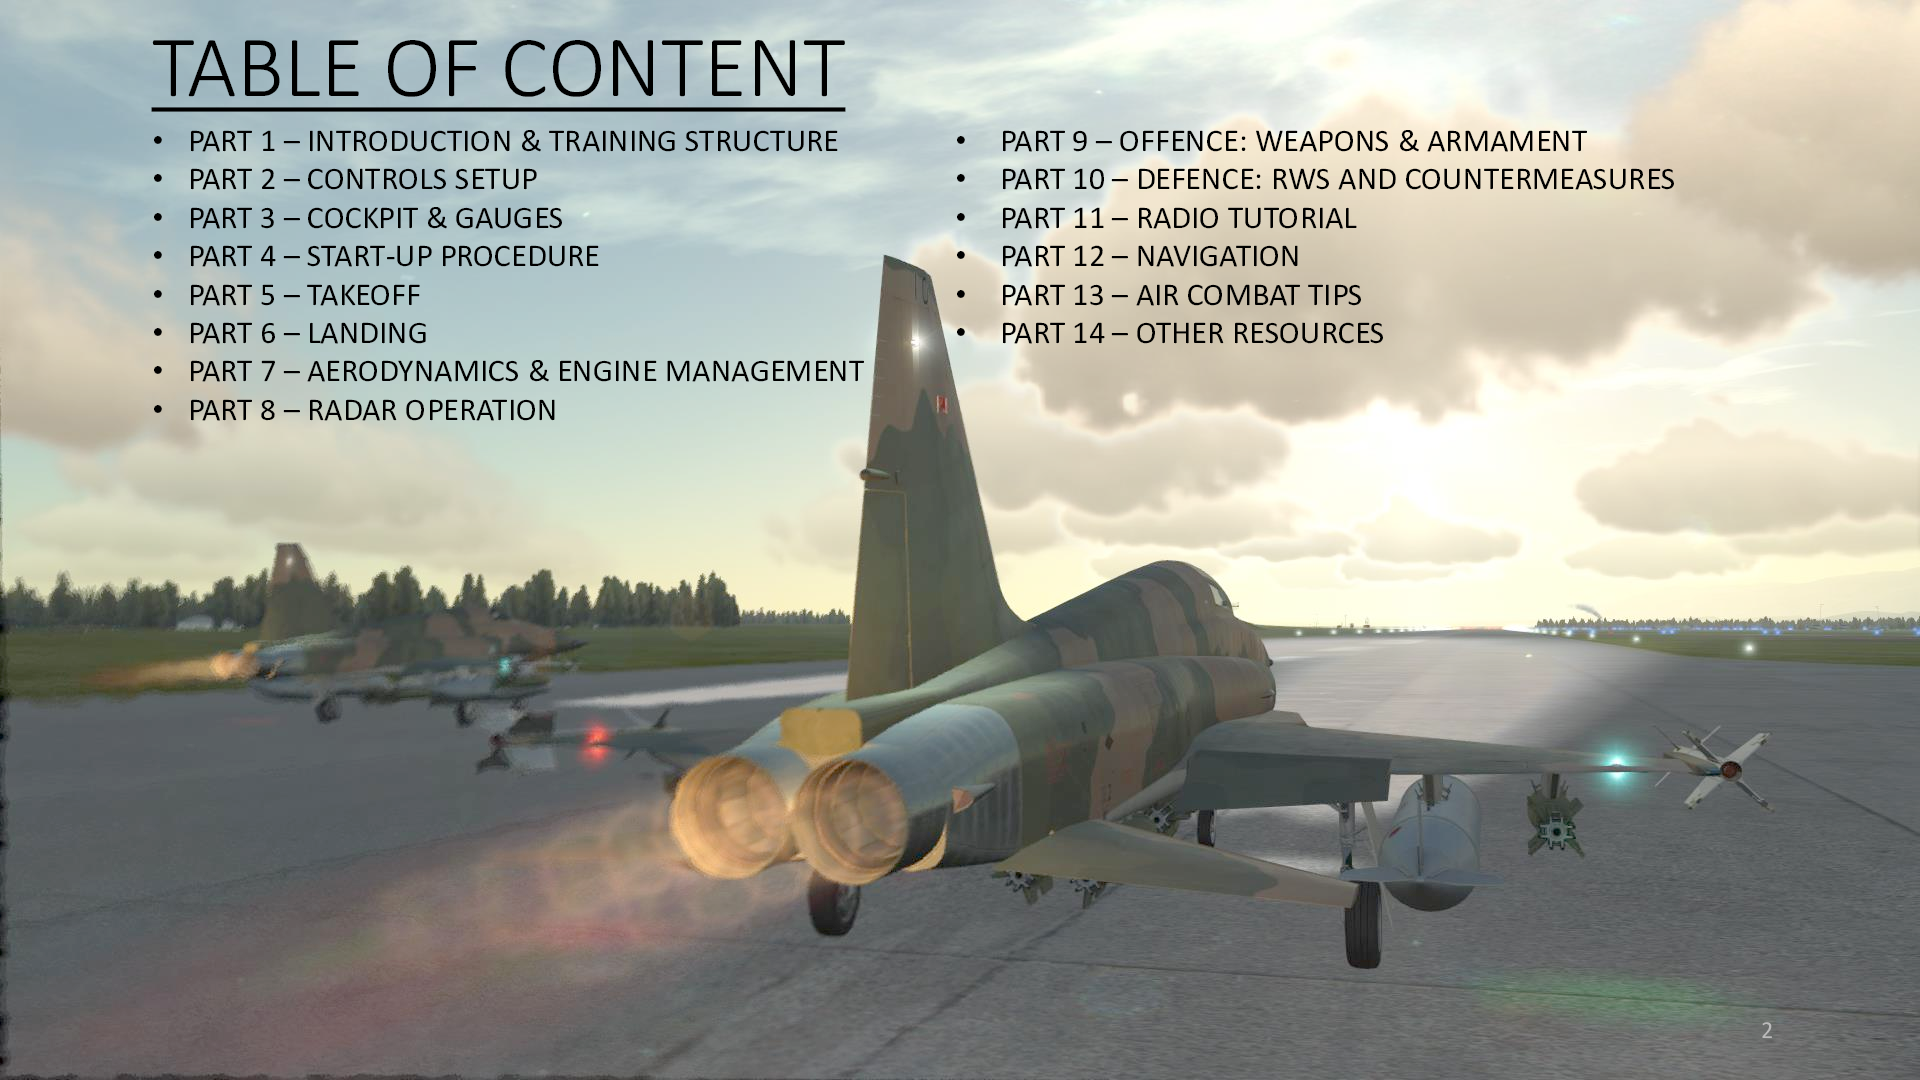 TABLE OF CONTENT
• PART 1 – INTRODUCTION & TRAINING STRUCTURE
• PART 2 – CONTROLS SETUP
• PART 3 – COCKPIT & GAUGES
• PART 4 – START-UP PROCEDURE
• PART 5 – TAKEOFF
• PART 6 – LANDING
• PART 7 – AERODYNAMICS & ENGINE MANAGEMENT
• PART 8 – RADAR OPERATION
• PART 9 – OFFENCE: WEAPONS & ARMAMENT
• PART 10 – DEFENCE: RWS AND COUNTERMEASURES
• PART 11 – RADIO TUTORIAL
• PART 12 – NAVIGATION
• PART 13 – AIR COMBAT TIPS
• PART 14 – OTHER RESOURCES
2